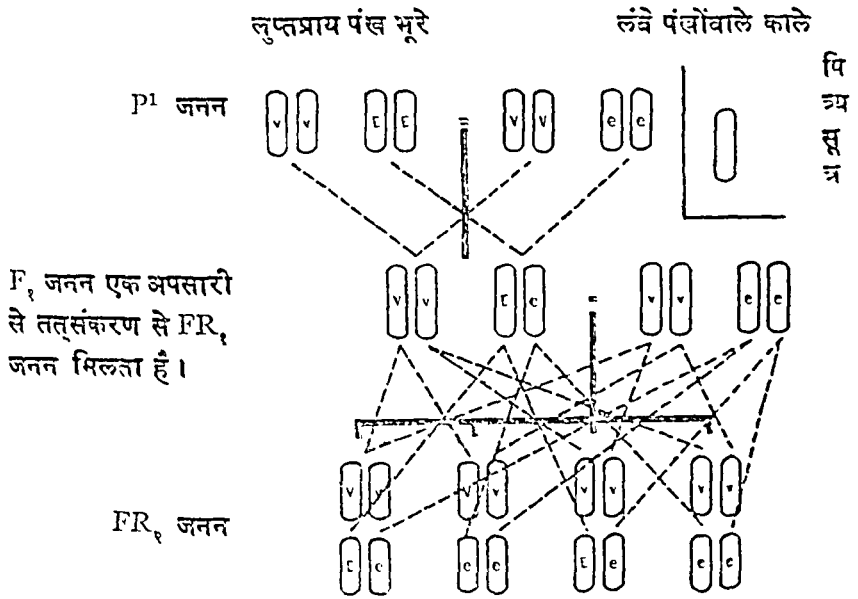 लुप्तप्राय पंख भूरे
लंबे पंखोंवाले काले
P¹ जनन
v v E E V V e e
पि
त्र्य
सू
त्र
F₁ जनन एक अपसारी
से तत्संकरण से FR₁
जनन मिलता है।
V v E e v v e e
FR₁ जनन
V v V v v v v v
E e e e E e e e